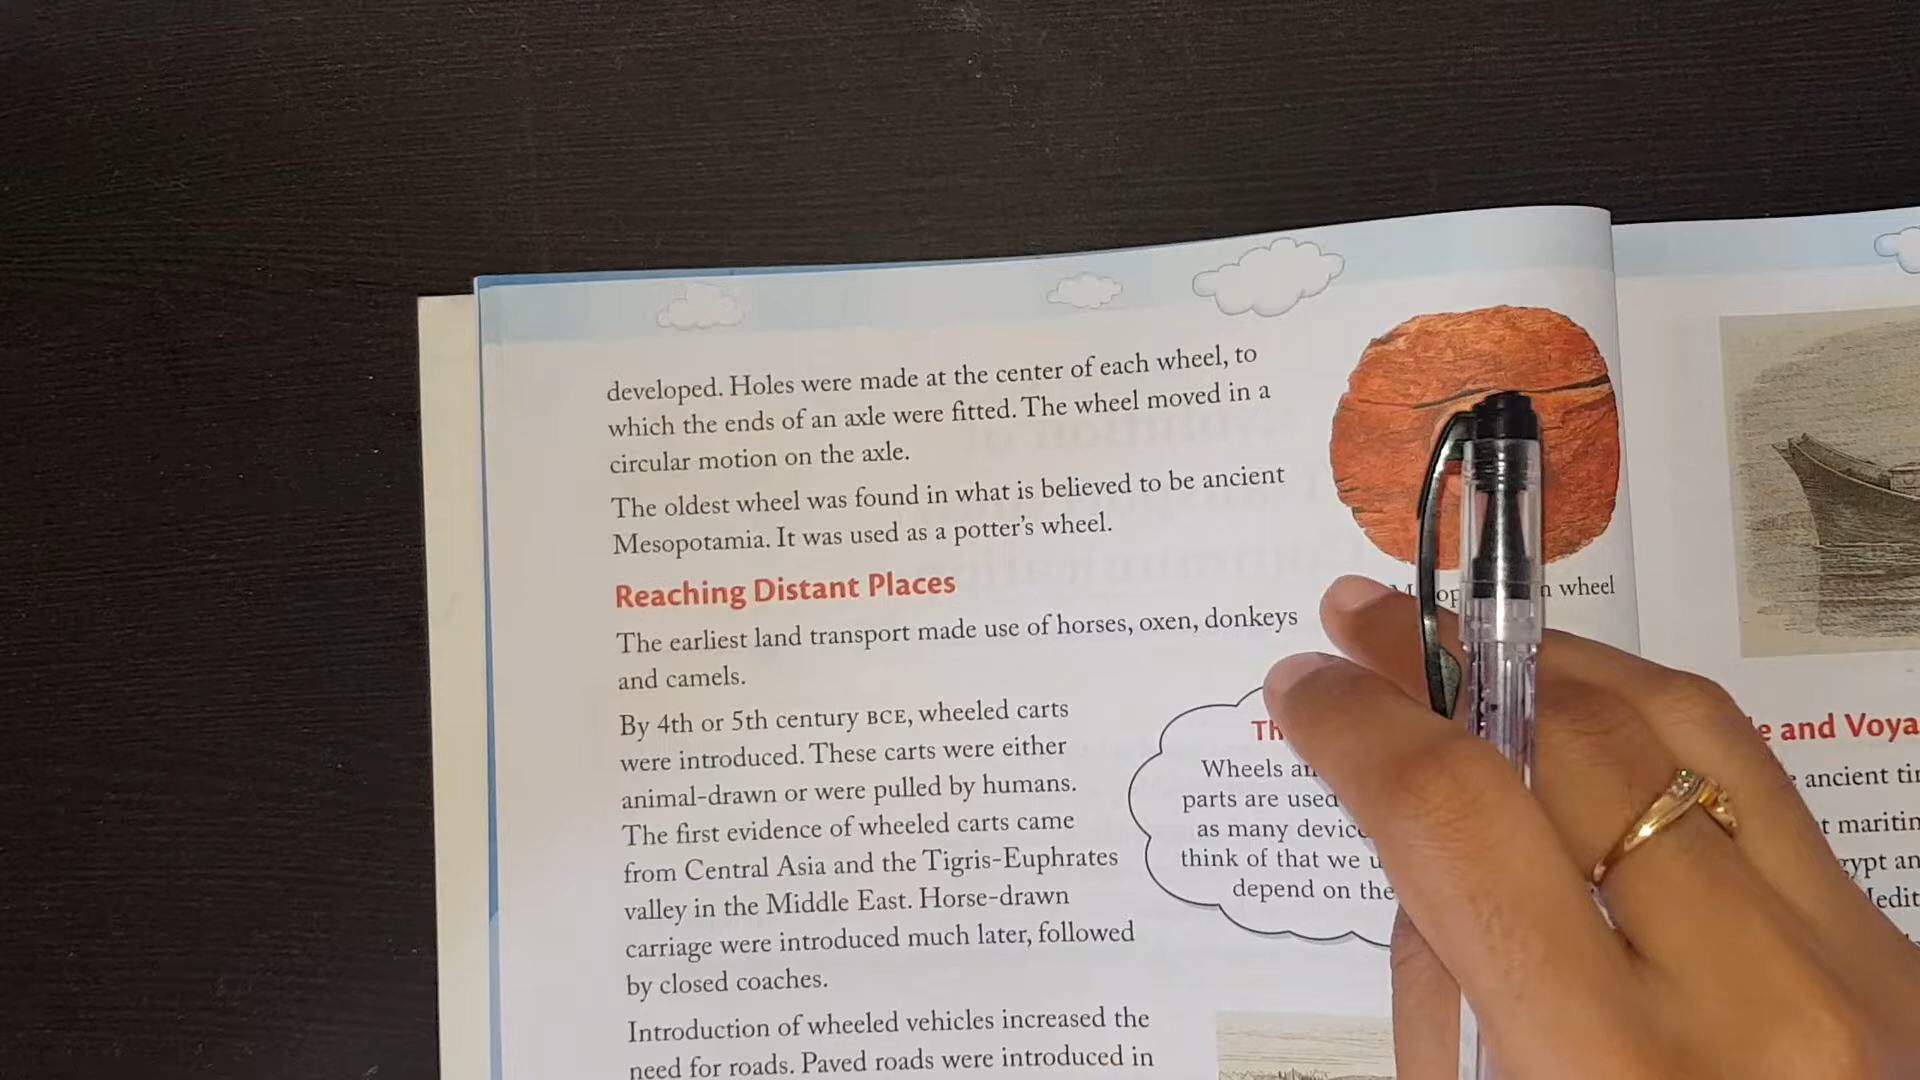 developed. Holes were made at the center of each wheel, to
which the ends of an axle were fitted. The wheel moved in a
circular motion on the axle.
The oldest wheel was found in what is believed to be ancient
Mesopotamia. It was used as a potter's wheel.
Reaching Distant Places
The earliest land transport made use of horses, oxen, donkeys
and camels.
By 4th or 5th century BCE, wheeled carts
were introduced. These carts were either
animal-drawn or were pulled by humans.
The first evidence of wheeled carts came
from Central Asia and the Tigris-Euphrates
valley in the Middle East. Horse-drawn
carriage were introduced much later, followed
by closed coaches.
Introduction of wheeled vehicles increased the
need for roads. Paved roads were introduced in
wheel
Wheels
parts are used
as many
think of that we
depend on the
and
ancient